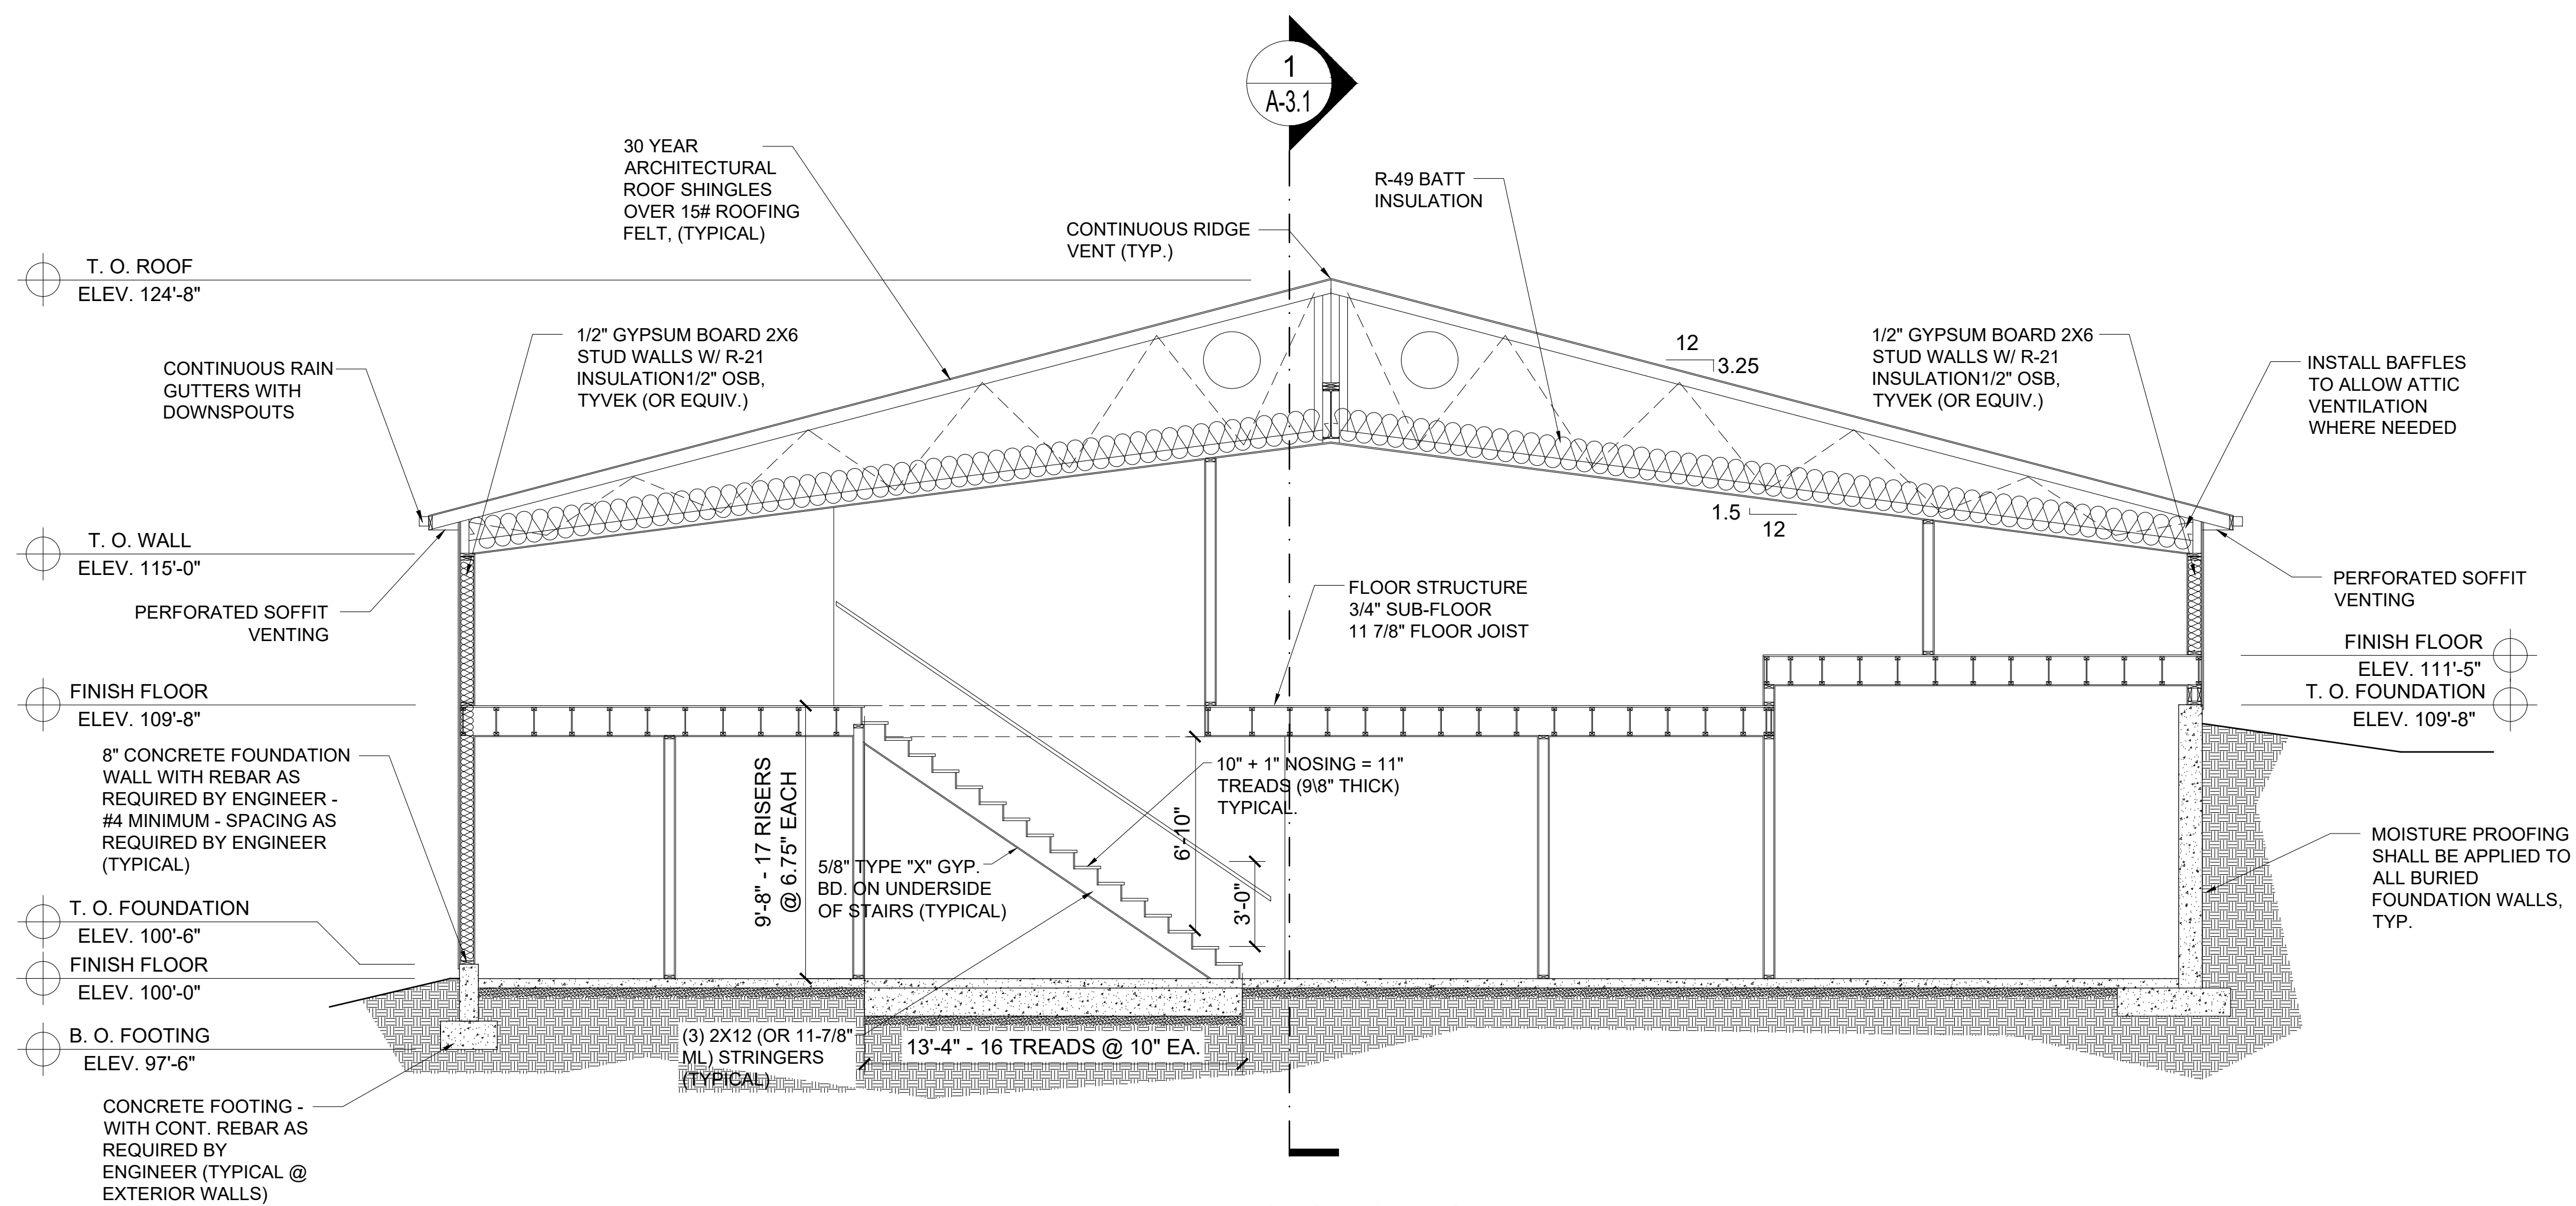 1
A-3.1
30 YEAR
ARCHITECTURAL
ROOF SHINGLES
OVER 15# ROOFING
FELT, (TYPICAL)
R-49 BATT
INSULATION
CONTINUOUS RIDGE
VENT (TYP.)
T. O. ROOF
ELEV. 124'-8"
1/2" GYPSUM BOARD 2X6
STUD WALLS W/ R-21
INSULATION1/2" OSB,
TYVEK (OR EQUIV.)
12
3.25
1/2" GYPSUM BOARD 2X6
STUD WALLS W/ R-21
INSULATION1/2" OSB,
TYVEK (OR EQUIV.)
CONTINUOUS RAIN
GUTTERS WITH
DOWNSPOUTS
INSTALL BAFFLES
TO ALLOW ATTIC
VENTILATION
WHERE NEEDED
1.5
12
T. O. WALL
ELEV. 115'-0"
PERFORATED SOFFIT
VENTING
FLOOR STRUCTURE
3/4" SUB-FLOOR
11 7/8" FLOOR JOIST
PERFORATED SOFFIT
VENTING
FINISH FLOOR
ELEV. 111'-5"
T. O. FOUNDATION
ELEV. 109'-8"
FINISH FLOOR
ELEV. 109'-8"
8" CONCRETE FOUNDATION
WALL WITH REBAR AS
REQUIRED BY ENGINEER -
#4 MINIMUM - SPACING AS
REQUIRED BY ENGINEER
(TYPICAL)
9'-8" - 17 RISERS
@ 6.75" EACH
10" + 1" NOSING = 11"
TREADS (9\8" THICK)
TYPICAL.
6'-10"
3'-0"
5/8" TYPE "X" GYP.
BD. ON UNDERSIDE
OF STAIRS (TYPICAL)
MOISTURE PROOFING
SHALL BE APPLIED TO
ALL BURIED
FOUNDATION WALLS,
TYP.
T. O. FOUNDATION
ELEV. 100'-6"
FINISH FLOOR
ELEV. 100'-0"
B. O. FOOTING
ELEV. 97'-6"
(3) 2X12 (OR 11-7/8"
ML) STRINGERS
(TYPICAL)
13'-4" - 16 TREADS @ 10" EA.
CONCRETE FOOTING -
WITH CONT. REBAR AS
REQUIRED BY
ENGINEER (TYPICAL @
EXTERIOR WALLS)